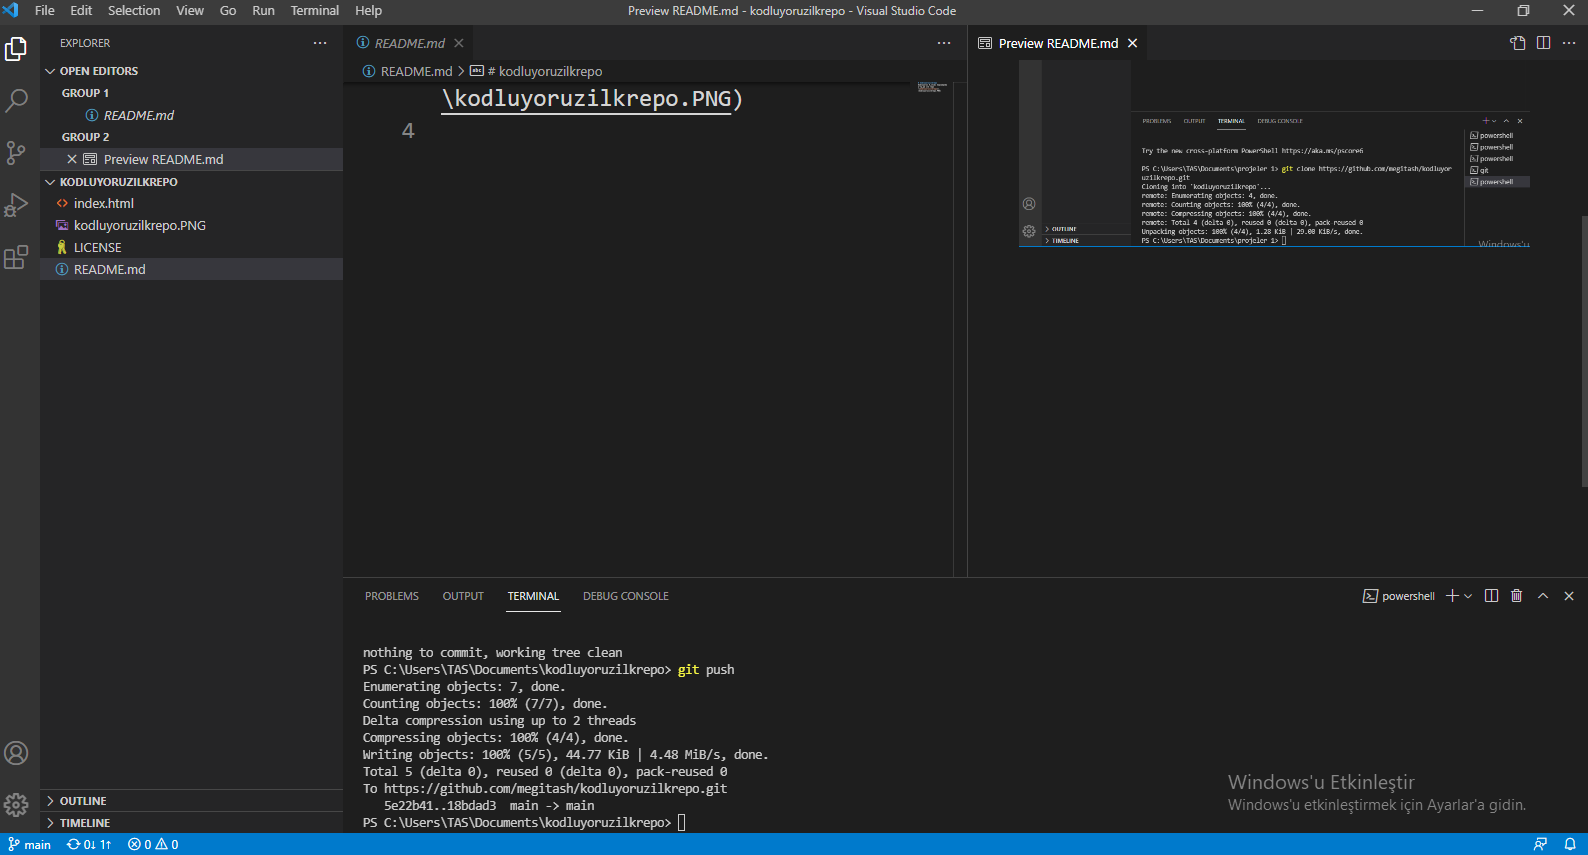 File Edit Selection View Go Run Terminal Help
Preview README.md - kodluyoruzilkrepo - Visual Studio Code
EXPLORER
OPEN EDITORS
GROUP 1
README.md
GROUP 2
Preview README.md
KODLUYORUZILKREPO
index.html
kodluyoruzilkrepo.PNG
LICENSE
README.md
OUTLINE
TIMELINE
README.md
README.md > # kodluyoruzilkrepo
\kodluyoruzilkrepo.PNG)
4
Preview README.md
PROBLEMS OUTPUT TERMINAL DEBUG CONSOLE
powershell
powershell
powershell
git
powershell
Try the new cross-platform PowerShell https://aka.ms/pscore6
PS C:\Users\TAS\Documents\projeler 1> git clone https://github.com/megitash/kodluyor
uzilkrepo.git
Cloning into 'kodluyoruzilkrepo'...
remote: Enumerating objects: 4, done.
remote: Counting objects: 100% (4/4), done.
remote: Compressing objects: 100% (4/4), done.
remote: Total 4 (delta 0), reused 0 (delta 0), pack-reused 0
Unpacking objects: 100% (4/4), 1.28 KiB | 29.00 KiB/s, done.
PS C:\Users\TAS\Documents\projeler 1>
OUTLINE
TIMELINE
Windows'u
PROBLEMS OUTPUT TERMINAL DEBUG CONSOLE
powershell
nothing to commit, working tree clean
PS C:\Users\TAS\Documents\kodluyoruzilkrepo> git push
Enumerating objects: 7, done.
Counting objects: 100% (7/7), done.
Delta compression using up to 2 threads
Compressing objects: 100% (4/4), done.
Writing objects: 100% (5/5), 44.77 KiB | 4.48 MiB/s, done.
Total 5 (delta 0), reused 0 (delta 0), pack-reused 0
To https://github.com/megitash/kodluyoruzilkrepo.git
5e22b41..18bdad3 main -> main
PS C:\Users\TAS\Documents\kodluyoruzilkrepo>
Windows'u Etkinleştir
Windows'u etkinleştirmek için Ayarlar'a gidin.
main 0↓ 1↑ 0 0